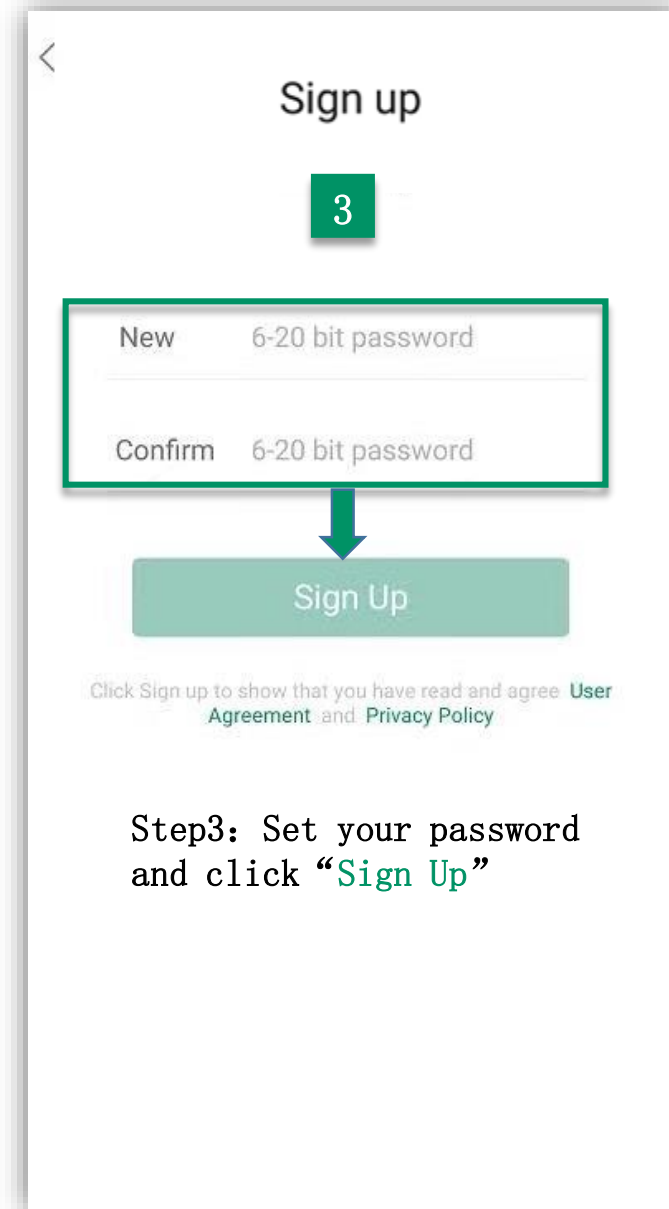 Sign up
3
New 6-20 bit password
Confirm 6-20 bit password
Sign Up
Click Sign up to show that you have read and agree User
Agreement and Privacy Policy
Step3: Set your password
and click “Sign Up”